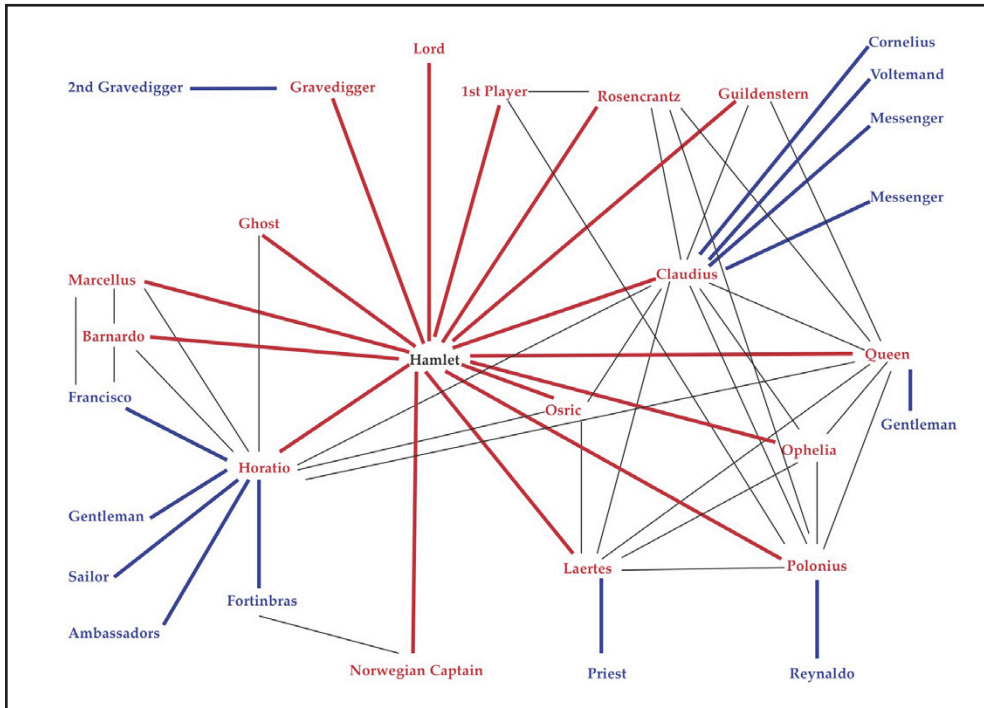 Lord
Cornelius
Voltemand
2nd Gravedigger
Gravedigger
1st Player
Rosencrantz
Guildenstern
Messenger
Messenger
Ghost
Marcellus
Claudius
Barnardo
Hamlet
Queen
Francisco
Osric
Gentleman
Ophelia
Horatio
Gentleman
Laertes
Polonius
Sailor
Fortinbras
Ambassadors
Norwegian Captain
Priest
Reynaldo